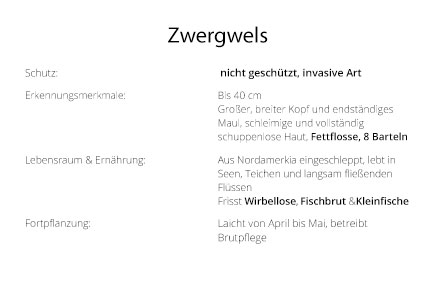 Zwergwels
Schutz: nicht geschützt, invasive Art
Erkennungsmerkmale: Bis 40 cm
Großer, breiter Kopf und endständiges
Maul, schleimige und vollständig
schuppenlose Haut, Fettflosse, 8 Barteln
Lebensraum & Ernährung: Aus Nordamerkia eingeschleppt, lebt in
Seen, Teichen und langsam fließenden
Flüssen
Frisst Wirbellose, Fischbrut &Kleinfische
Fortpflanzung: Laicht von April bis Mai, betreibt
Brutpflege